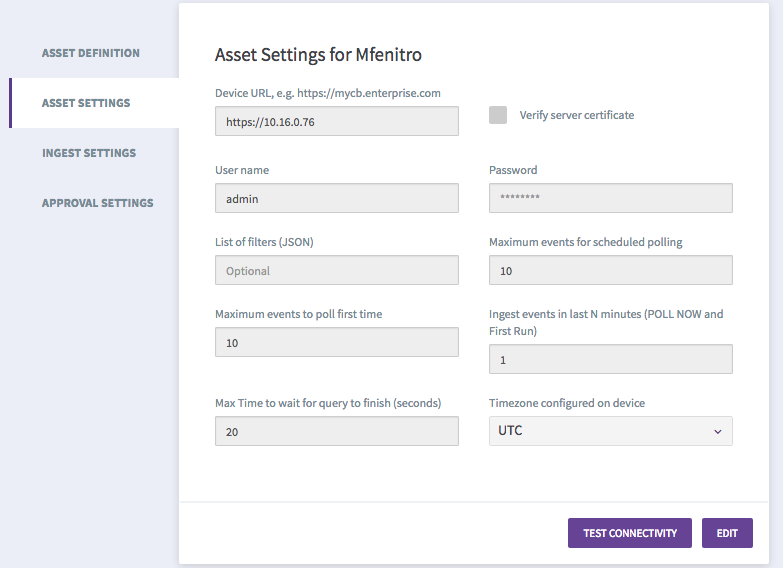 ASSET DEFINITION
ASSET SETTINGS
INGEST SETTINGS
APPROVAL SETTINGS
Asset Settings for Mfenitro
Device URL, e.g. https://mycb.enterprise.com
https://10.16.0.76
Verify server certificate
User name
admin
Password
********
List of filters (JSON)
Optional
Maximum events for scheduled polling
10
Maximum events to poll first time
10
Ingest events in last N minutes (POLL NOW and
First Run)
1
Max Time to wait for query to finish (seconds)
20
Timezone configured on device
UTC
TEST CONNECTIVITY
EDIT